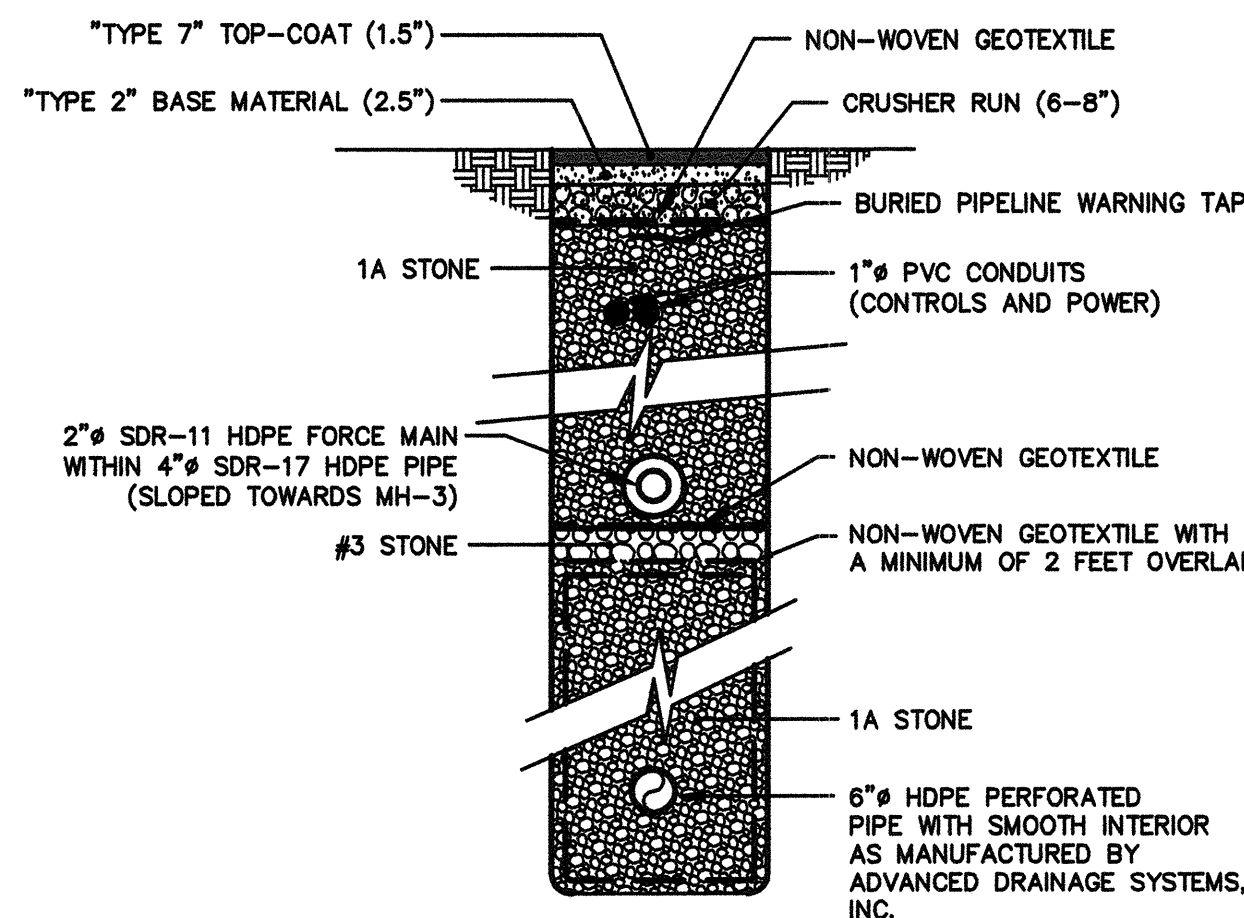 "TYPE 7" TOP-COAT (1.5")
"TYPE 2" BASE MATERIAL (2.5")
NON-WOVEN GEOTEXTILE
CRUSHER RUN (6-8")
BURIED PIPELINE WARNING TAP
1A STONE
1"ø PVC CONDUITS
(CONTROLS AND POWER)
2"ø SDR-11 HDPE FORCE MAIN
WITHIN 4"ø SDR-17 HDPE PIPE
(SLOPED TOWARDS MH-3)
NON-WOVEN GEOTEXTILE
#3 STONE
NON-WOVEN GEOTEXTILE WITH
A MINIMUM OF 2 FEET OVERLA
1A STONE
6"ø HDPE PERFORATED
PIPE WITH SMOOTH INTERIOR
AS MANUFACTURED BY
ADVANCED DRAINAGE SYSTEMS,
INC.